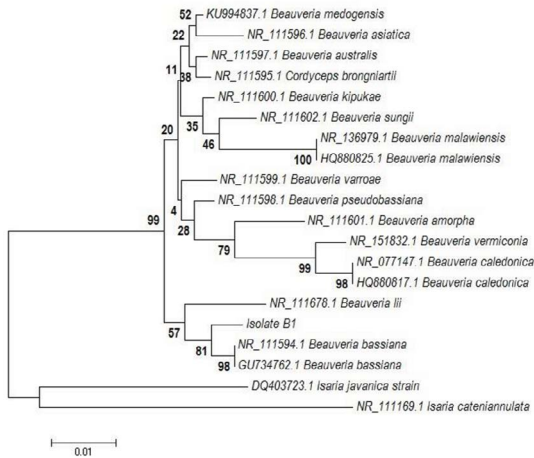 KU994837.1 Beauveria medogensis
52
NR_111596.1 Beauveria asiatica
22
NR_111597.1 Beauveria australis
11
38
NR_111595.1 Cordyceps brongniartii
NR_111600.1 Beauveria kipukae
35
NR_111602.1 Beauveria sungii
20
46
NR_136979.1 Beauveria malawiensis
100
HQ880825.1 Beauveria malawiensis
NR_111599.1 Beauveria varroae
4
NR_111598.1 Beauveria pseudobassiana
99
28
NR_111601.1 Beauveria amorpha
79
NR_151832.1 Beauveria vermiconia
99
NR_077147.1 Beauveria caledonica
98
HQ880817.1 Beauveria caledonica
NR_111678.1 Beauveria lii
57
Isolate B1
81
NR_111594.1 Beauveria bassiana
98
GU734762.1 Beauveria bassiana
DQ403723.1 Isaria javanica strain
NR_111169.1 Isaria cateniannulata
0.01